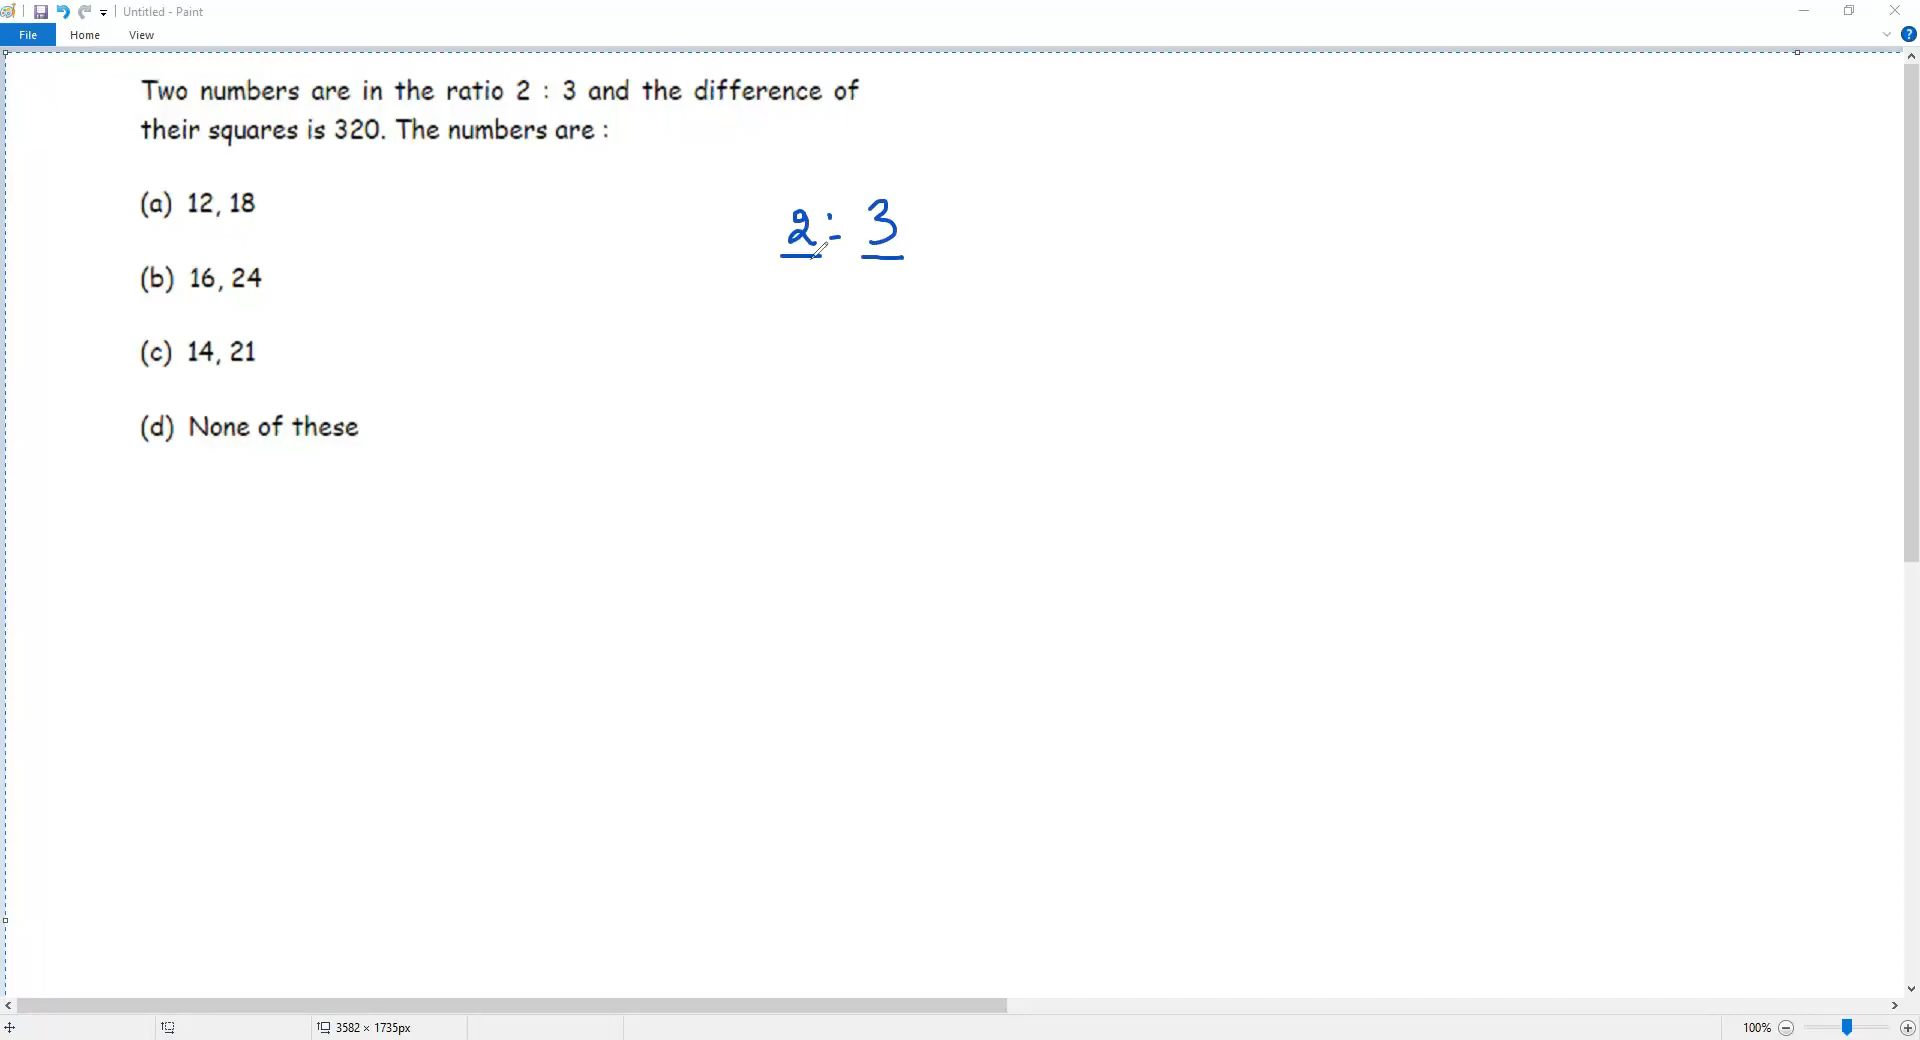 Untitled - Paint
File Home View
Two numbers are in the ratio 2 : 3 and the difference of
their squares is 320. The numbers are :
(a) 12, 18
2 : 3
(b) 16, 24
(c) 14, 21
(d) None of these
3582 × 1735px
100%